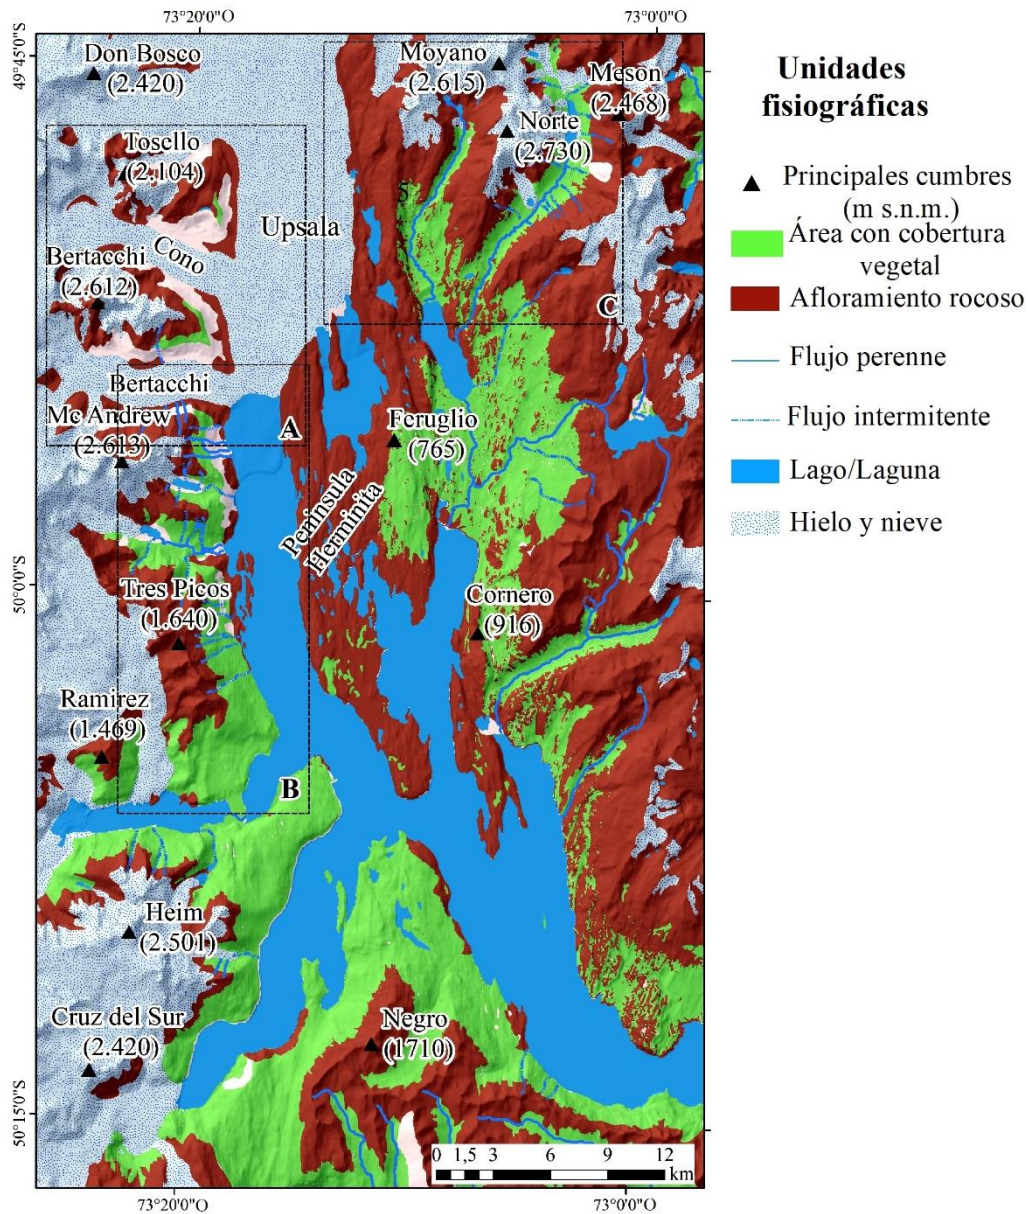 73°20'0"O
73°0'0"O
49°45'0"S
Don Bosco
(2.420)
Moyano
(2.615)
Meson
(2.468)
Norte
(2.730)
Tosello
(2.104)
Upsala
Cono
Bertacchi
(2.612)
C
Bertacchi
Mc Andrew
(2.613)
A
Feruglio
(765)
Peninsula
Herminita
50°0'0"S
Tres Picos
(1.640)
Cornero
(916)
Ramirez
(1.469)
B
Heim
(2.501)
Cruz del Sur
(2.420)
Negro
(1710)
50°15'0"S
0 1,5 3 6 9 12
km
73°20'0"O
73°0'0"O
Unidades
fisiográficas
Principales cumbres
(m s.n.m.)
Área con cobertura
vegetal
Afloramiento rocoso
Flujo perenne
Flujo intermitente
Lago/Laguna
Hielo y nieve